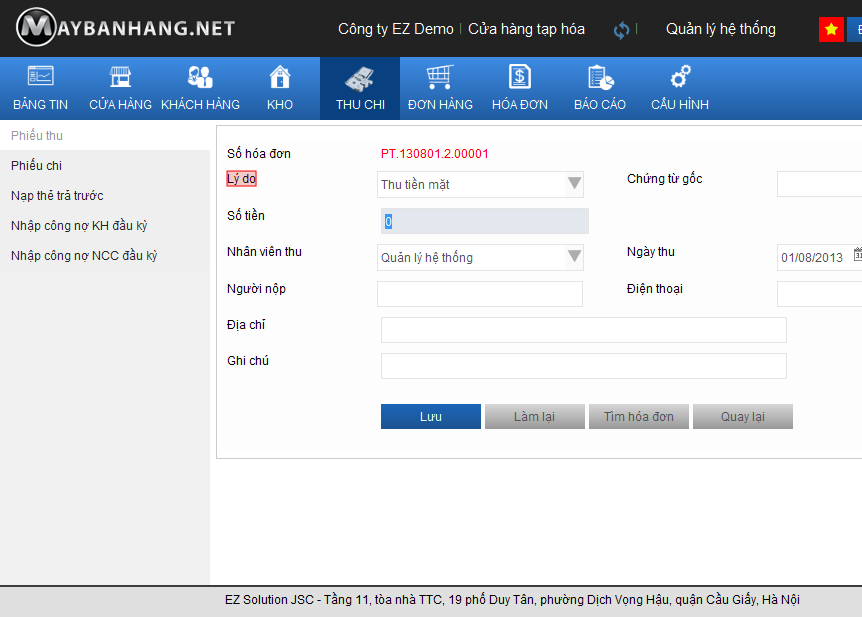 MAYBANHANG.NET
Công ty EZ Demo | Cửa hàng tạp hóa | Quản lý hệ thống
BẢNG TIN CỬA HÀNG KHÁCH HÀNG KHO THU CHI ĐƠN HÀNG HÓA ĐƠN BÁO CÁO CẤU HÌNH
Phiếu thu
Phiếu chi
Nạp thẻ trả trước
Nhập công nợ KH đầu kỳ
Nhập công nợ NCC đầu kỳ
Số hóa đơn PT.130801.2.00001
Lý do Thu tiền mặt Chứng từ gốc
Số tiền 0
Nhân viên thu Quản lý hệ thống Ngày thu 01/08/2013
Người nộp Điện thoại
Địa chỉ
Ghi chú
Lưu Làm lại Tìm hóa đơn Quay lại
EZ Solution JSC - Tầng 11, tòa nhà TTC, 19 phố Duy Tân, phường Dịch Vọng Hậu, quận Cầu Giấy, Hà Nội